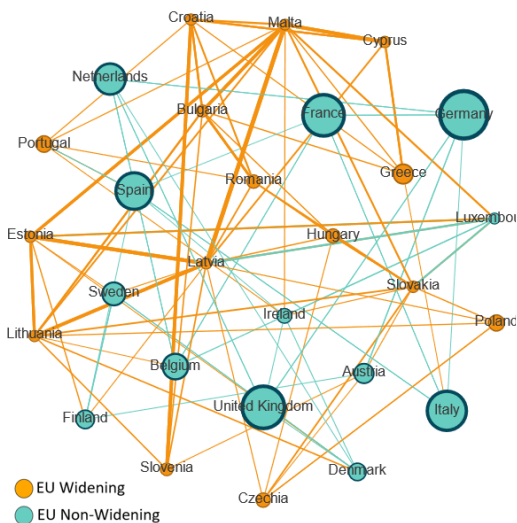 Croatia
Malta
Cyprus
Netherlands
Bulgaria
France
Germany
Portugal
Romania
Greece
Spain
Luxembou
Estonia
Hungary
Latvia
Slovakia
Sweden
Ireland
Poland
Lithuania
Belgium
Austria
United Kingdom
Italy
Finland
Slovenia
Denmark
Czechia
EU Widening
EU Non-Widening